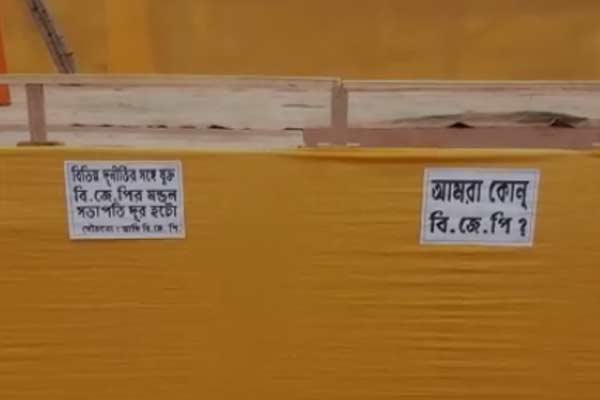 বিভিন্ন দুর্নীতির সঙ্গে যুক্ত
বি.জে.পির মন্ডল
সভাপতি দূর হটো
আদি বি.জে.পি.
আমরা কোন্
বি.জে.পি ?